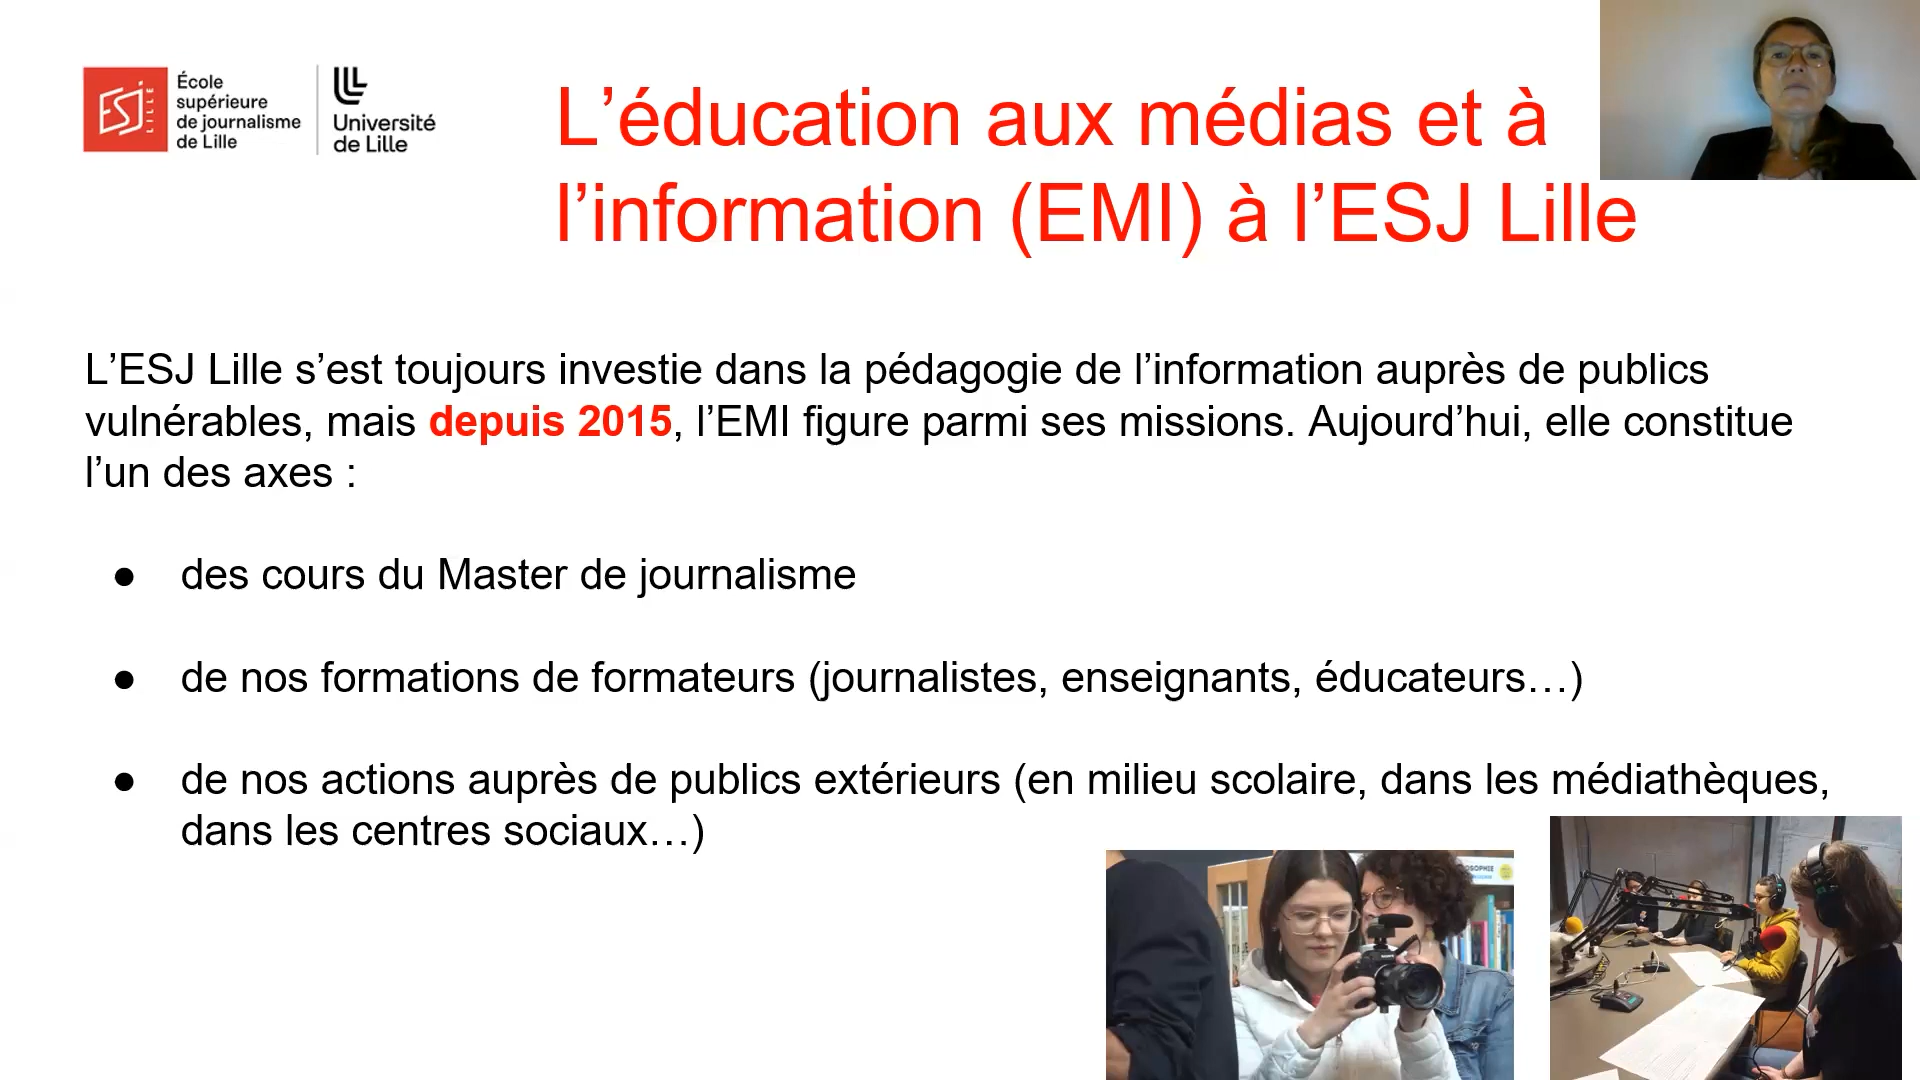 ESJ
LILLE
École
supérieure
de journalisme
de Lille
Université
de Lille
L’éducation aux médias et à
l’information (EMI) à l’ESJ Lille
L’ESJ Lille s’est toujours investie dans la pédagogie de l’information auprès de publics
vulnérables, mais depuis 2015, l’EMI figure parmi ses missions. Aujourd’hui, elle constitue
l’un des axes :
● des cours du Master de journalisme
● de nos formations de formateurs (journalistes, enseignants, éducateurs…)
● de nos actions auprès de publics extérieurs (en milieu scolaire, dans les médiathèques,
dans les centres sociaux…)